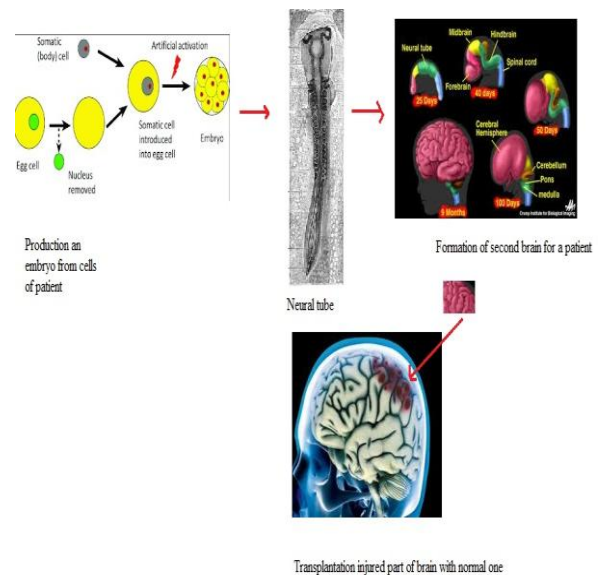 Somatic
(body) cell
Artificial activation
Egg cell
Nucleus
removed
Somatic cell
introduced
into egg cell
Embryo
Production an
embryo from cells
of patient
Neural tube
Neural tube
Midbrain
Hindbrain
Spinal cord
Forebrain
25 Days
40 days
50 Days
Cerebral
Hemisphere
Cerebellum
Pons
medulla
9 Months
100 Days
Formation of second brain for a patient
Transplantation injured part of brain with normal one